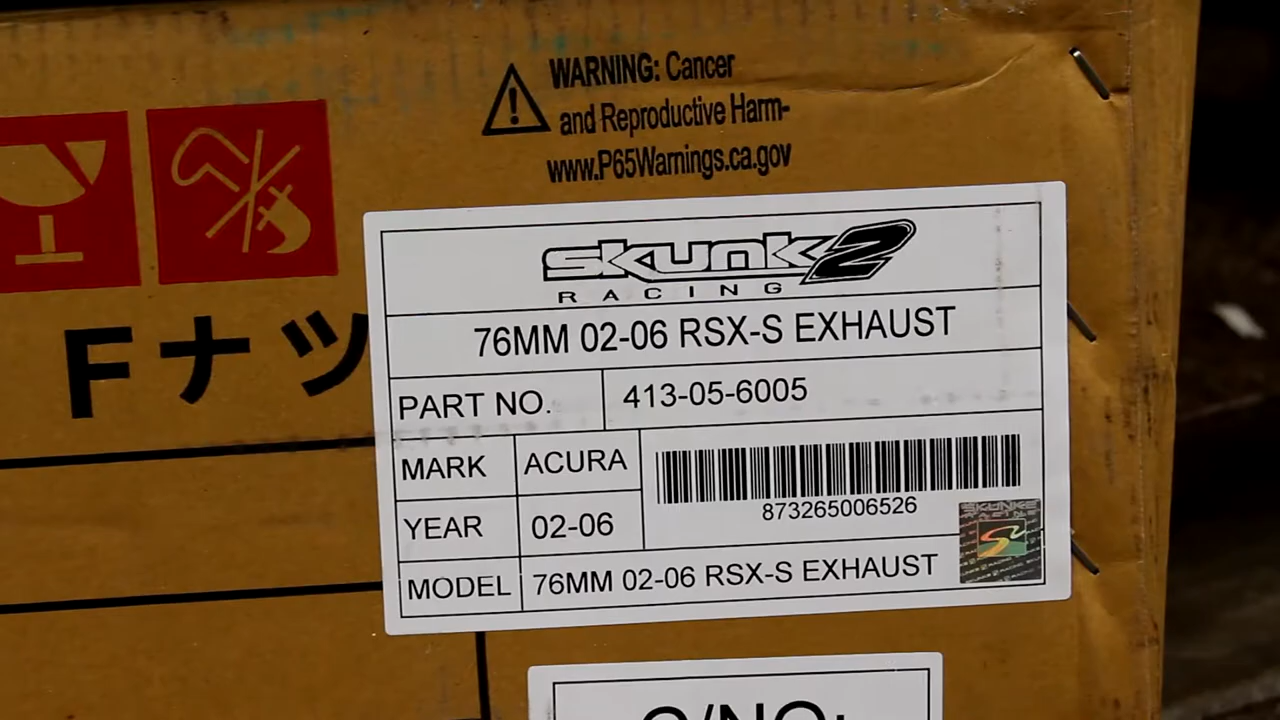 WARNING: Cancer
and Reproductive Harm-
www.P65Warnings.ca.gov
SKUNK2
RACING
76MM 02-06 RSX-S EXHAUST
PART NO. 413-05-6005
MARK ACURA
873265006526
YEAR 02-06
MODEL 76MM 02-06 RSX-S EXHAUST
Fナツ
C/NO: